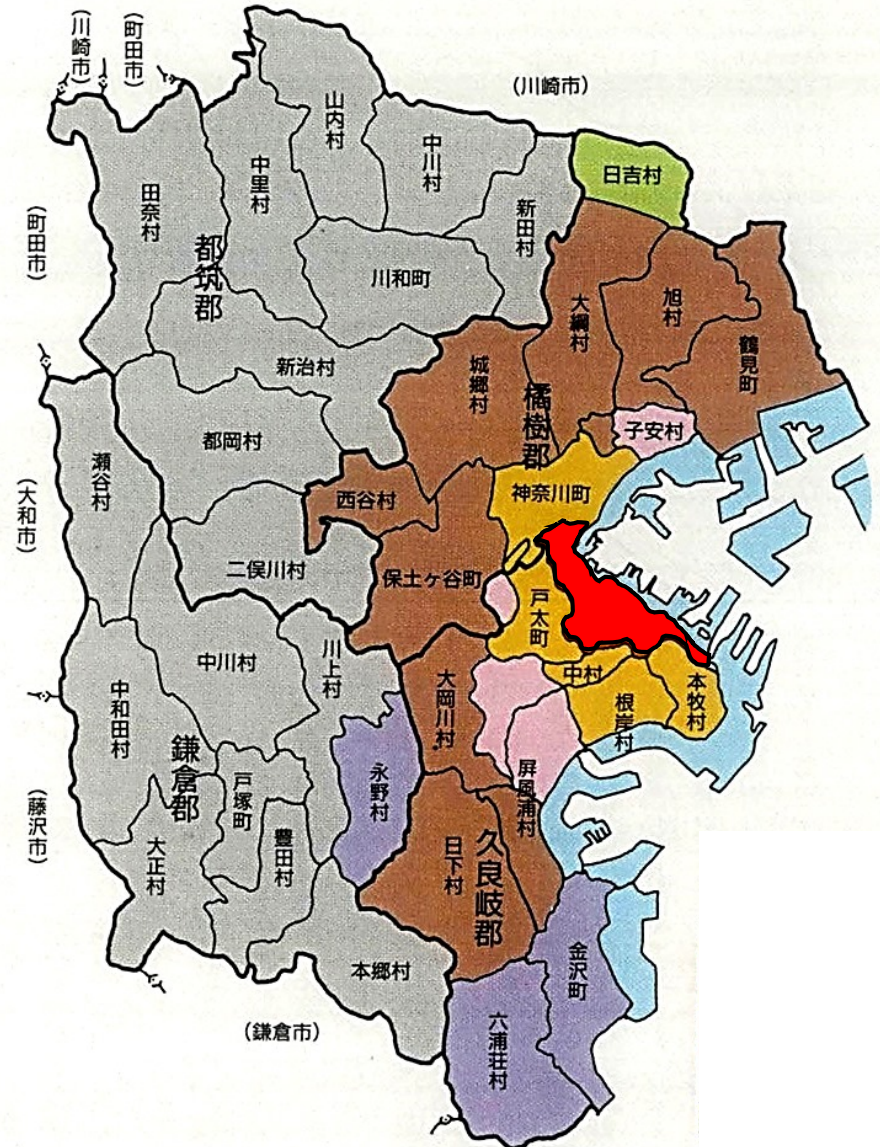 (川崎市)
(町田市)
(川崎市)
山内村
中川村
日吉村
中里村
田奈村
新田村
(町田市)
都筑郡
川和町
大綱村
旭村
鶴見町
新治村
城郷村
橘樹郡
子安村
都岡村
瀬谷村
西谷村
神奈川町
(大和市)
二俣川村
保土ヶ谷町
戸太町
中川村
川上村
大岡川村
中村
本牧村
根岸村
中和田村
鎌倉郡
戸塚町
永野村
屏風浦村
(藤沢市)
大正村
豊田村
日下村
久良岐郡
本郷村
金沢町
(鎌倉市)
六浦荘村